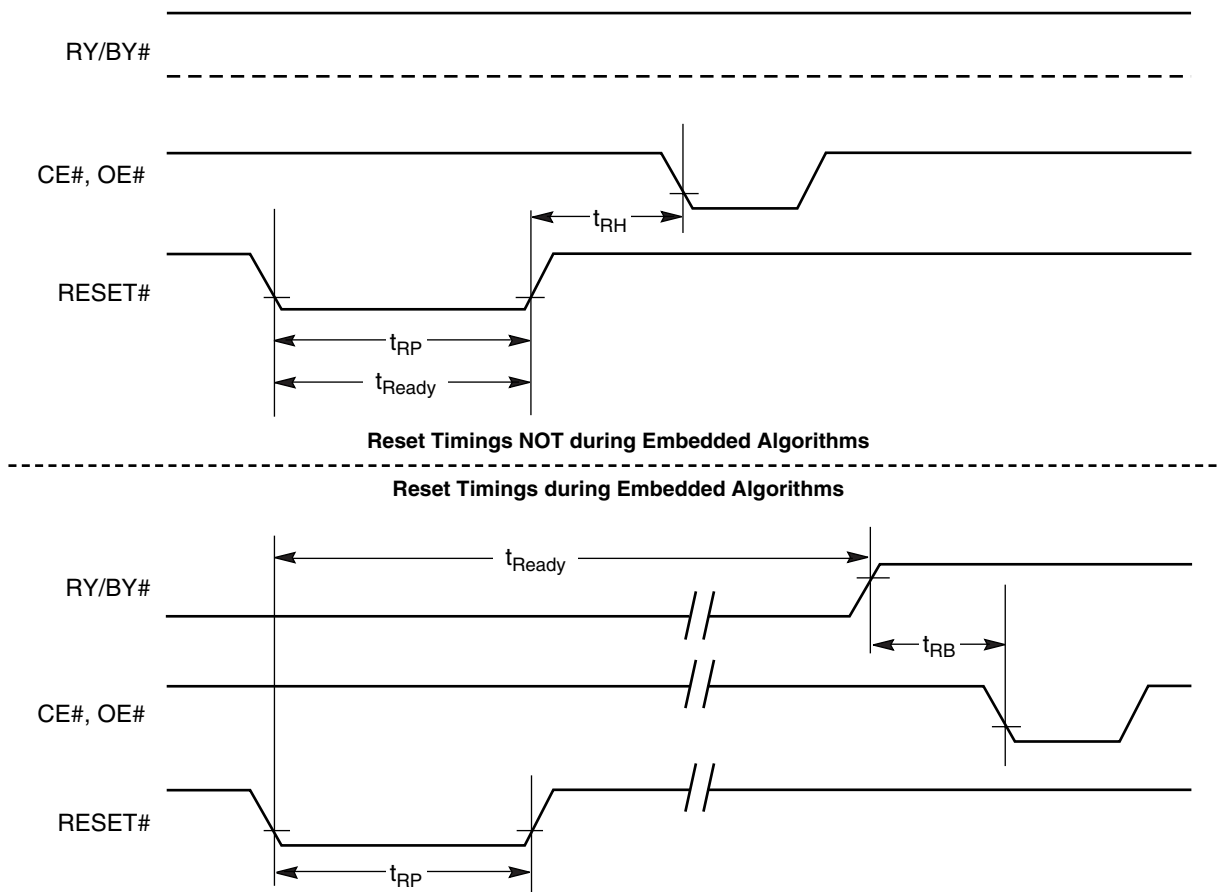 RY/BY#
CE#, OE#
tRH
RESET#
tRP
tReady
Reset Timings NOT during Embedded Algorithms
Reset Timings during Embedded Algorithms
tReady
RY/BY#
tRB
CE#, OE#
RESET#
tRP